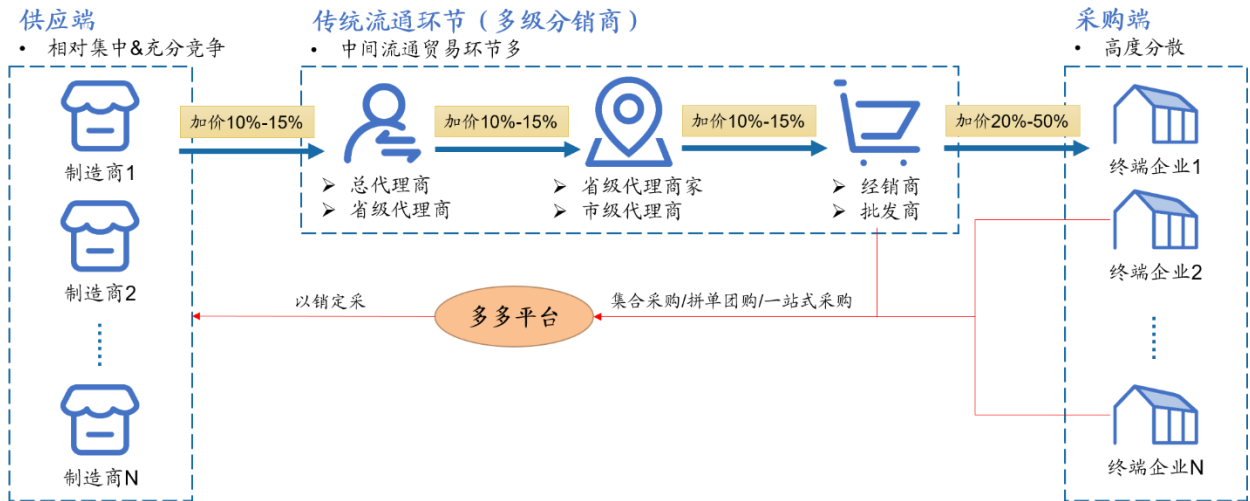 供应端
• 相对集中&充分竞争
传统流通环节（多级分销商）
• 中间流通贸易环节多
采购端
• 高度分散
加价10%-15%
加价10%-15%
加价10%-15%
加价20%-50%
制造商1
➢ 总代理商
➢ 省级代理商
➢ 省级代理商家
➢ 市级代理商
➢ 经销商
➢ 批发商
终端企业1
制造商2
终端企业2
以销定采
多多平台
集合采购/拼单团购/一站式采购
制造商N
终端企业N